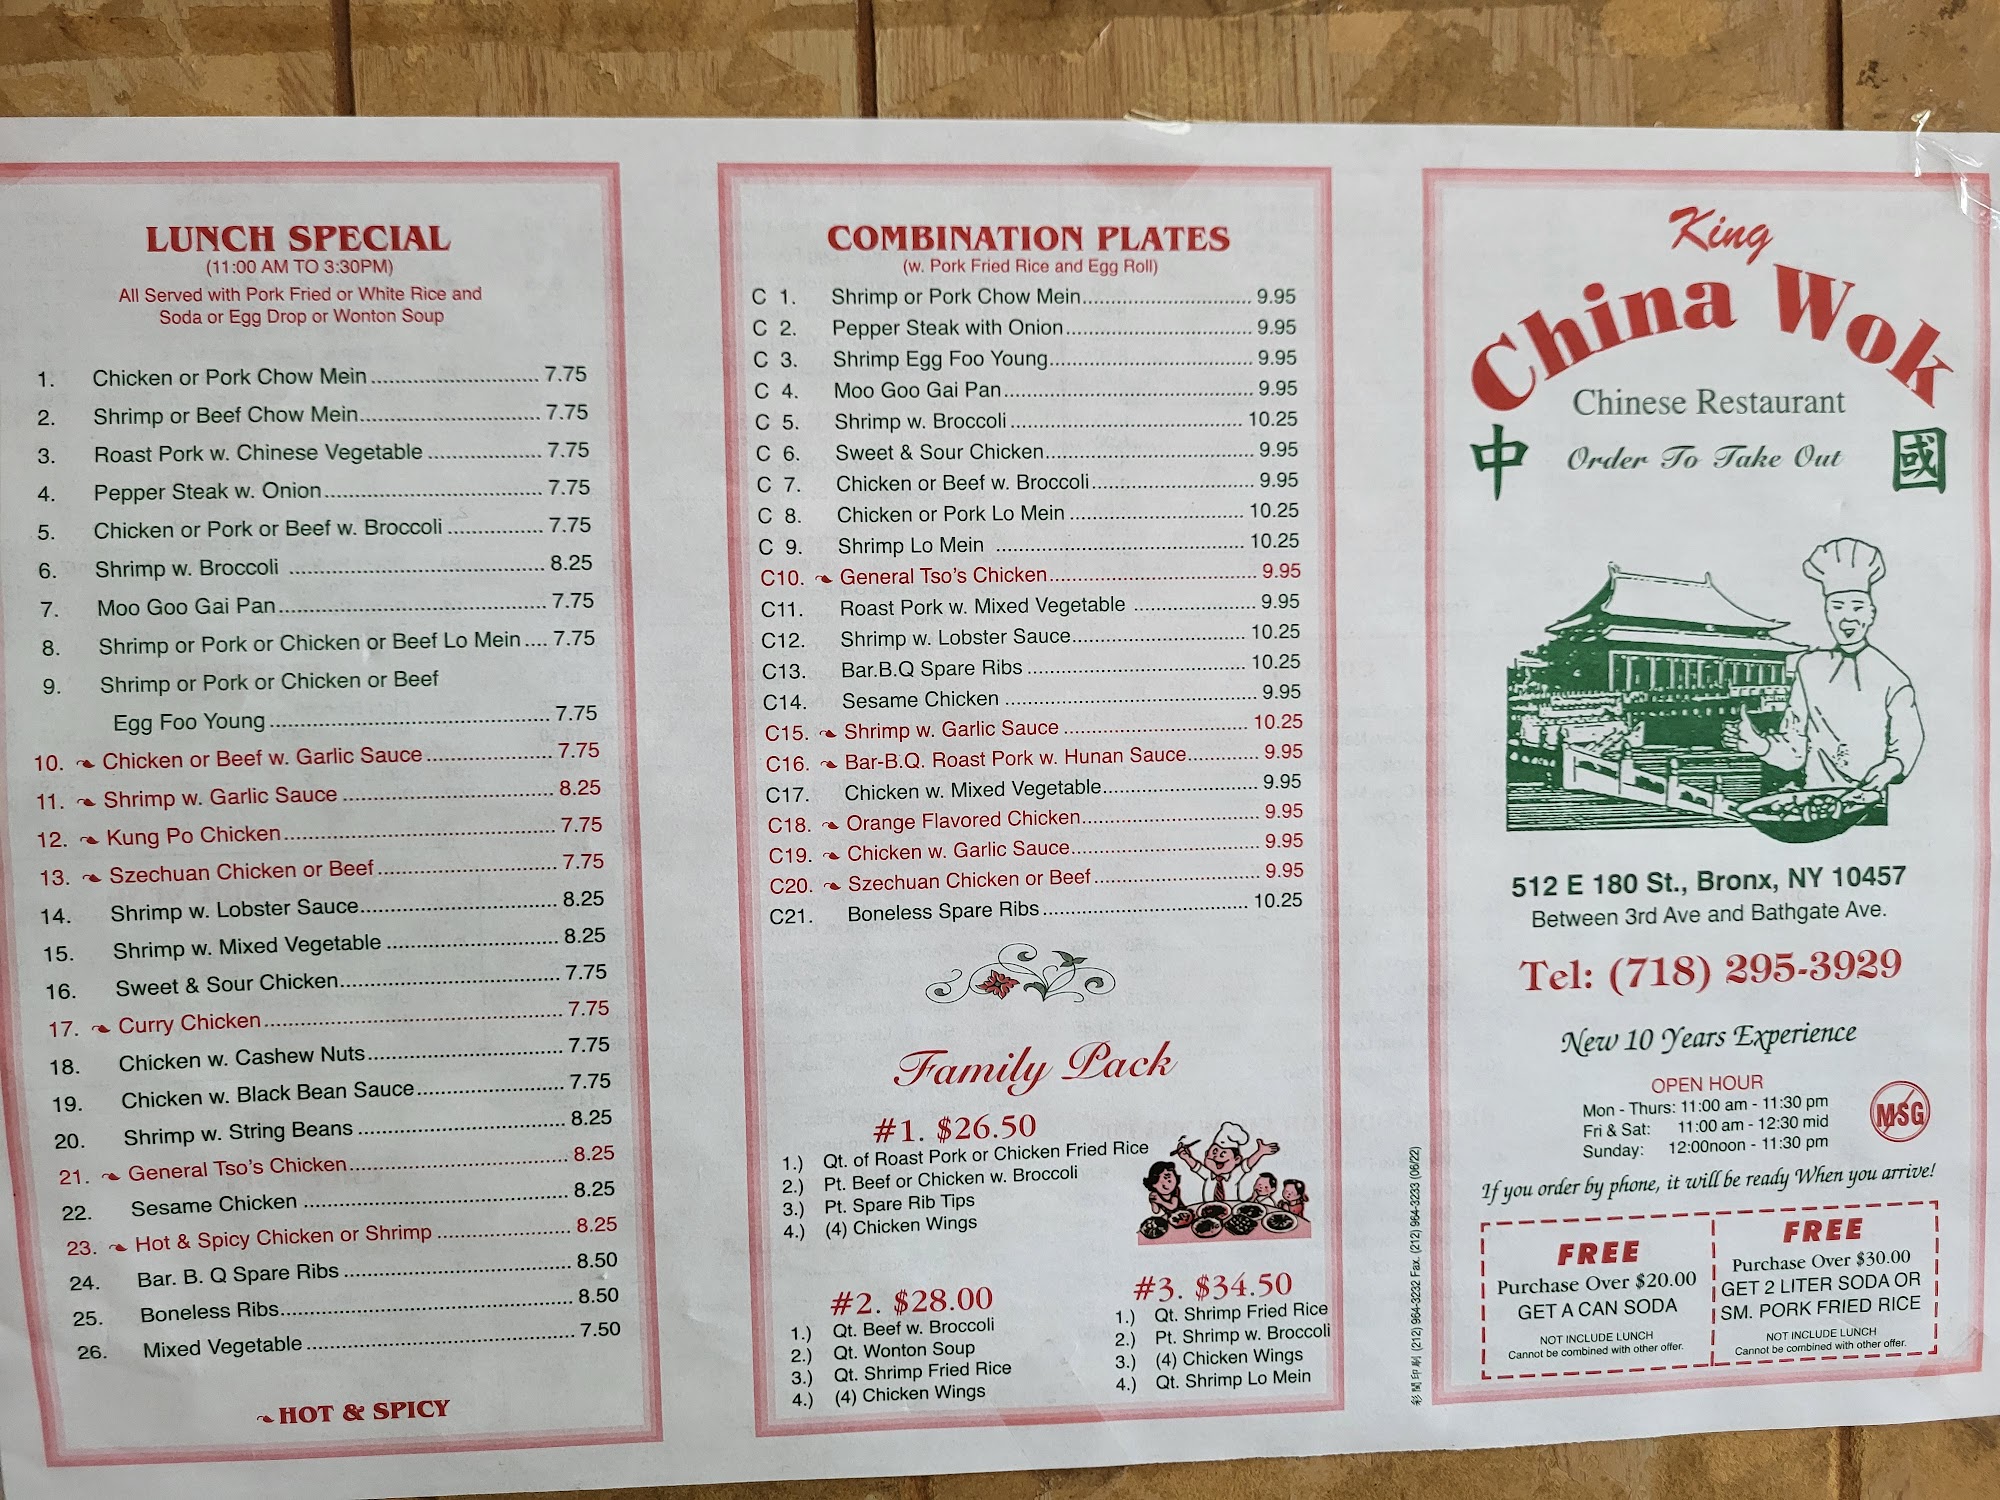 LUNCH SPECIAL
(11:00 AM TO 3:30PM)
All Served with Pork Fried or White Rice and
Soda or Egg Drop or Wonton Soup
1. Chicken or Pork Chow Mein 7.75
2. Shrimp or Beef Chow Mein 7.75
3. Roast Pork w. Chinese Vegetable 7.75
4. Pepper Steak w. Onion 7.75
5. Chicken or Pork or Beef w. Broccoli 7.75
6. Shrimp w. Broccoli 8.25
7. Moo Goo Gai Pan 7.75
8. Shrimp or Pork or Chicken or Beef Lo Mein 7.75
9. Shrimp or Pork or Chicken or Beef
Egg Foo Young 7.75
10. Chicken or Beef w. Garlic Sauce 7.75
11. Shrimp w. Garlic Sauce 8.25
12. Kung Po Chicken 7.75
13. Szechuan Chicken or Beef 7.75
14. Shrimp w. Lobster Sauce 8.25
15. Shrimp w. Mixed Vegetable 8.25
16. Sweet & Sour Chicken 7.75
17. Curry Chicken 7.75
18. Chicken w. Cashew Nuts 7.75
19. Chicken w. Black Bean Sauce 7.75
20. Shrimp w. String Beans 8.25
21. General Tso's Chicken 8.25
22. Sesame Chicken 8.25
23. Hot & Spicy Chicken or Shrimp 8.25
24. Bar. B. Q Spare Ribs 8.50
25. Boneless Ribs 8.50
26. Mixed Vegetable 7.50
HOT & SPICY
COMBINATION PLATES
(w. Pork Fried Rice and Egg Roll)
C 1. Shrimp or Pork Chow Mein 9.95
C 2. Pepper Steak with Onion 9.95
C 3. Shrimp Egg Foo Young 9.95
C 4. Moo Goo Gai Pan 9.95
C 5. Shrimp w. Broccoli 10.25
C 6. Sweet & Sour Chicken 9.95
C 7. Chicken or Beef w. Broccoli 9.95
C 8. Chicken or Pork Lo Mein 10.25
C 9. Shrimp Lo Mein 10.25
C10. General Tso's Chicken 9.95
C11. Roast Pork w. Mixed Vegetable 9.95
C12. Shrimp w. Lobster Sauce 10.25
C13. Bar.B.Q Spare Ribs 10.25
C14. Sesame Chicken 9.95
C15. Shrimp w. Garlic Sauce 10.25
C16. Bar-B.Q. Roast Pork w. Hunan Sauce 9.95
C17. Chicken w. Mixed Vegetable 9.95
C18. Orange Flavored Chicken 9.95
C19. Chicken w. Garlic Sauce 9.95
C20. Szechuan Chicken or Beef 9.95
C21. Boneless Spare Ribs 10.25
Family Pack
#1. $26.50
1.) Qt. of Roast Pork or Chicken Fried Rice
2.) Pt. Beef or Chicken w. Broccoli
3.) Pt. Spare Rib Tips
4.) (4) Chicken Wings
#2. $28.00
1.) Qt. Beef w. Broccoli
2.) Qt. Wonton Soup
3.) Qt. Shrimp Fried Rice
4.) (4) Chicken Wings
#3. $34.50
1.) Qt. Shrimp Fried Rice
2.) Pt. Shrimp w. Broccoli
3.) (4) Chicken Wings
4.) Qt. Shrimp Lo Mein
(212) 964-3232 Fax. (212) 964-3233 (06/22)
King
China Wok
Chinese Restaurant
中 Order To Take Out 國
512 E 180 St., Bronx, NY 10457
Between 3rd Ave and Bathgate Ave.
Tel: (718) 295-3929
New 10 Years Experience
OPEN HOUR
Mon - Thurs: 11:00 am - 11:30 pm
Fri & Sat: 11:00 am - 12:30 mid
Sunday: 12:00noon - 11:30 pm
MSG
If you order by phone, it will be ready When you arrive!
FREE
Purchase Over $20.00
GET A CAN SODA
NOT INCLUDE LUNCH
Cannot be combined with other offer.
FREE
Purchase Over $30.00
GET 2 LITER SODA OR
SM. PORK FRIED RICE
NOT INCLUDE LUNCH
Cannot be combined with other offer.